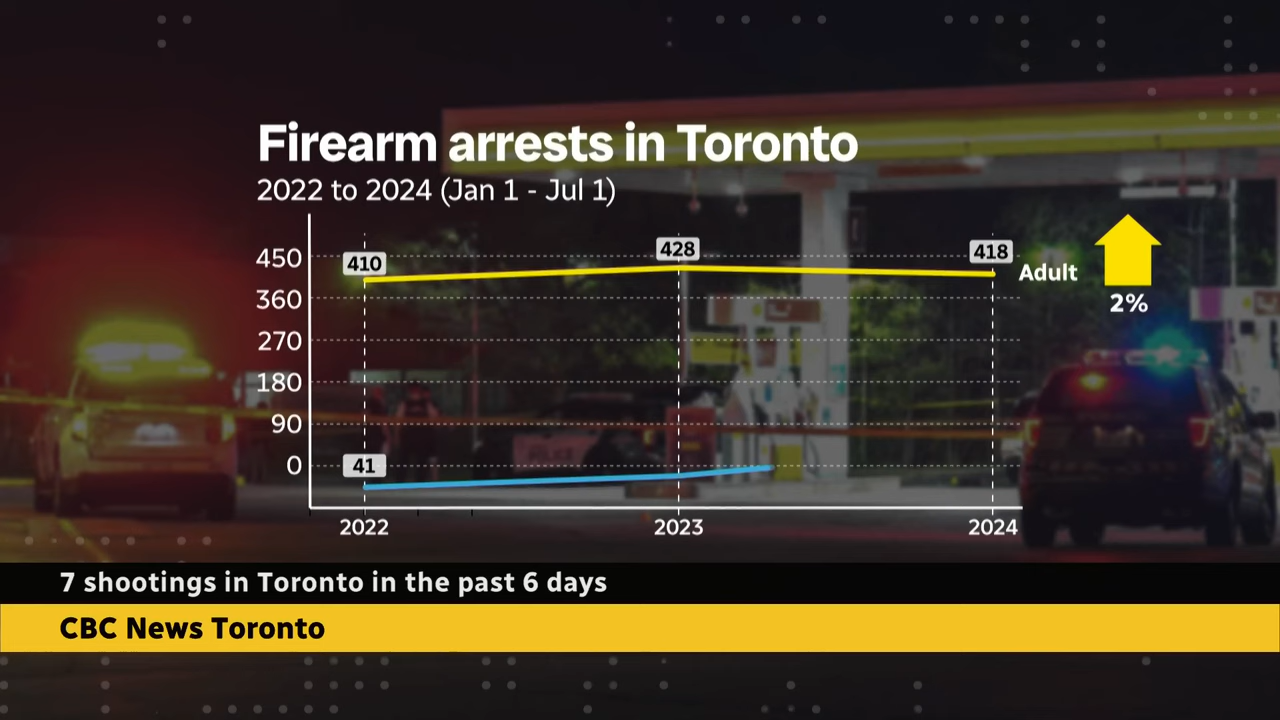 Firearm arrests in Toronto
2022 to 2024 (Jan 1 - Jul 1)
450
360
270
180
90
0
410
428
418
Adult
2%
41
2022
2023
2024
7 shootings in Toronto in the past 6 days
CBC News Toronto